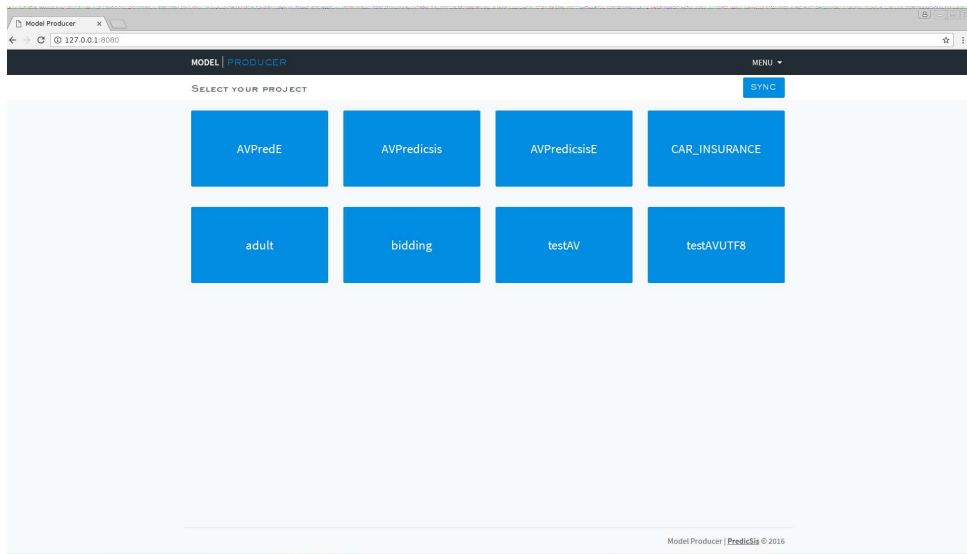 Model Producer
127.0.0.1:8080
MODEL | PRODUCER MENU
SELECT YOUR PROJECT SYNC
AVPredE AVPredicsis AVPredicsisE CAR_INSURANCE
adult bidding testAV testAVUTF8
Model Producer | PredicSis © 2016